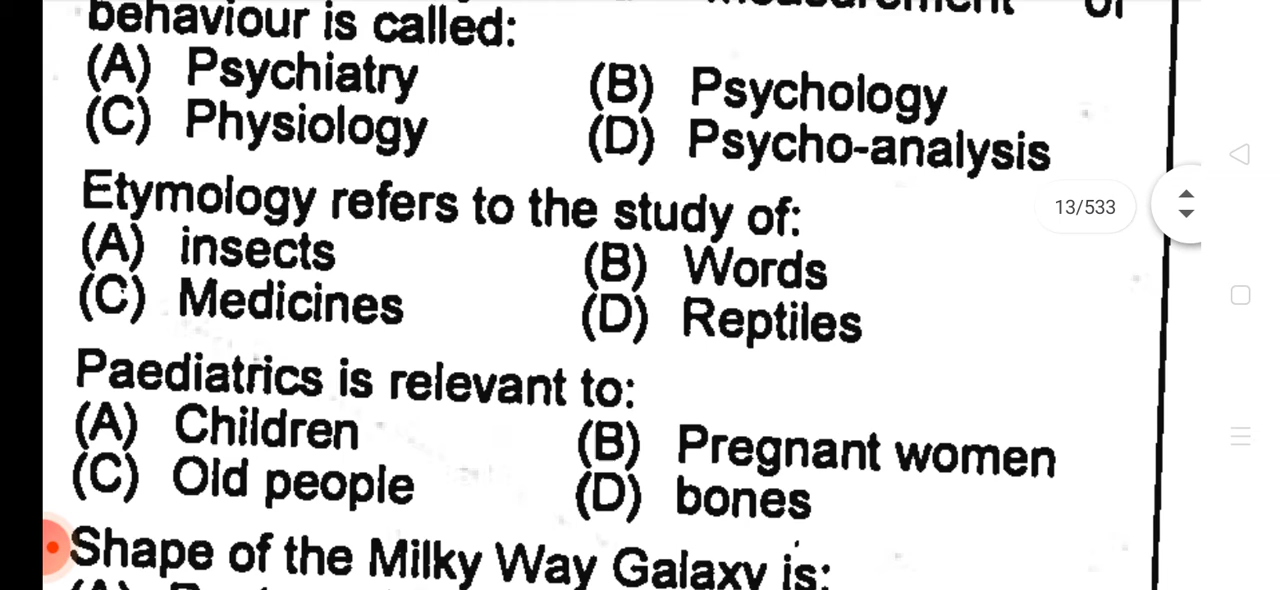 behaviour is called:
(A) Psychiatry (B) Psychology
(C) Physiology (D) Psycho-analysis
Etymology refers to the study of:
(A) insects (B) Words
(C) Medicines (D) Reptiles
13/533
Paediatrics is relevant to:
(A) Children (B) Pregnant women
(C) Old people (D) bones
Shape of the Milky Way Galaxy is: